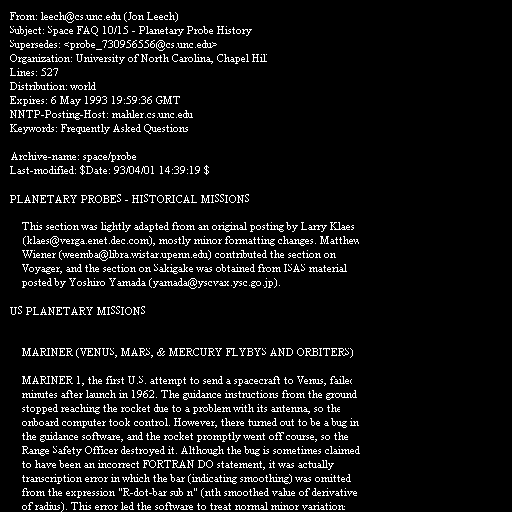 From: leech@cs.unc.edu (Jon Leech)
Subject: Space FAQ 10/15 - Planetary Probe History
Supersedes: <probe_730956556@cs.unc.edu>
Organization: University of North Carolina, Chapel Hill
Lines: 527
Distribution: world
Expires: 6 May 1993 19:59:36 GMT
NNTP-Posting-Host: mahler.cs.unc.edu
Keywords: Frequently Asked Questions
Archive-name: space/probe
Last-modified: $Date: 93/04/01 14:39:19 $
PLANETARY PROBES - HISTORICAL MISSIONS
This section was lightly adapted from an original posting by Larry Klaes
(klaes@verga.enet.dec.com), mostly minor formatting changes. Matthew
Wiener (weemba@libra.wistar.upenn.edu) contributed the section on
Voyager, and the section on Sakigake was obtained from ISAS material
posted by Yoshiro Yamada (yamada@yscvax.ysc.go.jp).
US PLANETARY MISSIONS
MARINER (VENUS, MARS, & MERCURY FLYBYS AND ORBITERS)
MARINER 1, the first U.S. attempt to send a spacecraft to Venus, failed
minutes after launch in 1962. The guidance instructions from the ground
stopped reaching the rocket due to a problem with its antenna, so the
onboard computer took control. However, there turned out to be a bug in
the guidance software, and the rocket promptly went off course, so the
Range Safety Officer destroyed it. Although the bug is sometimes claimed
to have been an incorrect FORTRAN DO statement, it was actually
transcription error in which the bar (indicating smoothing) was omitted
from the expression "R-dot-bar sub n" (nth smoothed value of derivative
of radius). This error led the software to treat normal minor variations